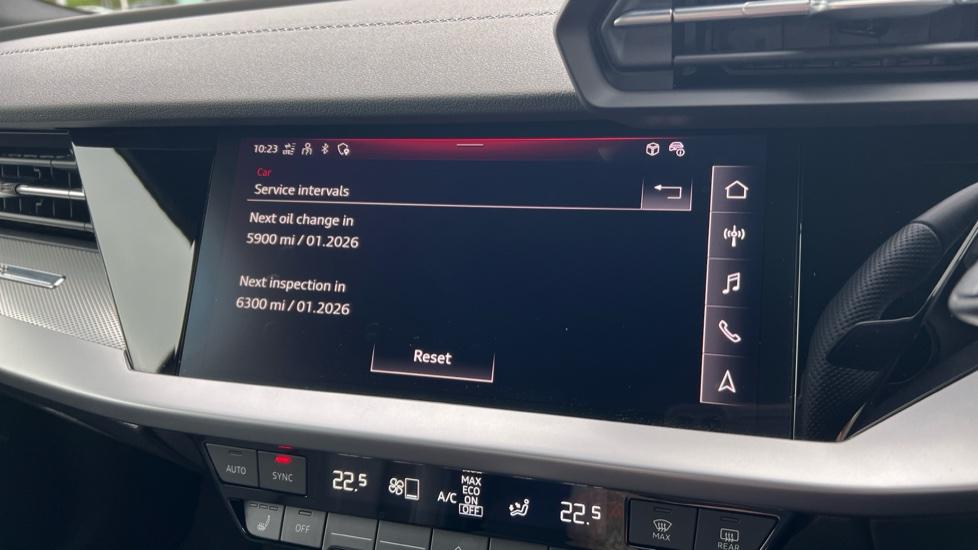 10:23
Car
Service intervals
Next oil change in
5900 mi / 01.2026
Next inspection in
6300 mi / 01.2026
Reset
AUTO
SYNC
22.5
A/C
MAX
ECO
ON
OFF
22.5
OFF
MAX
REAR